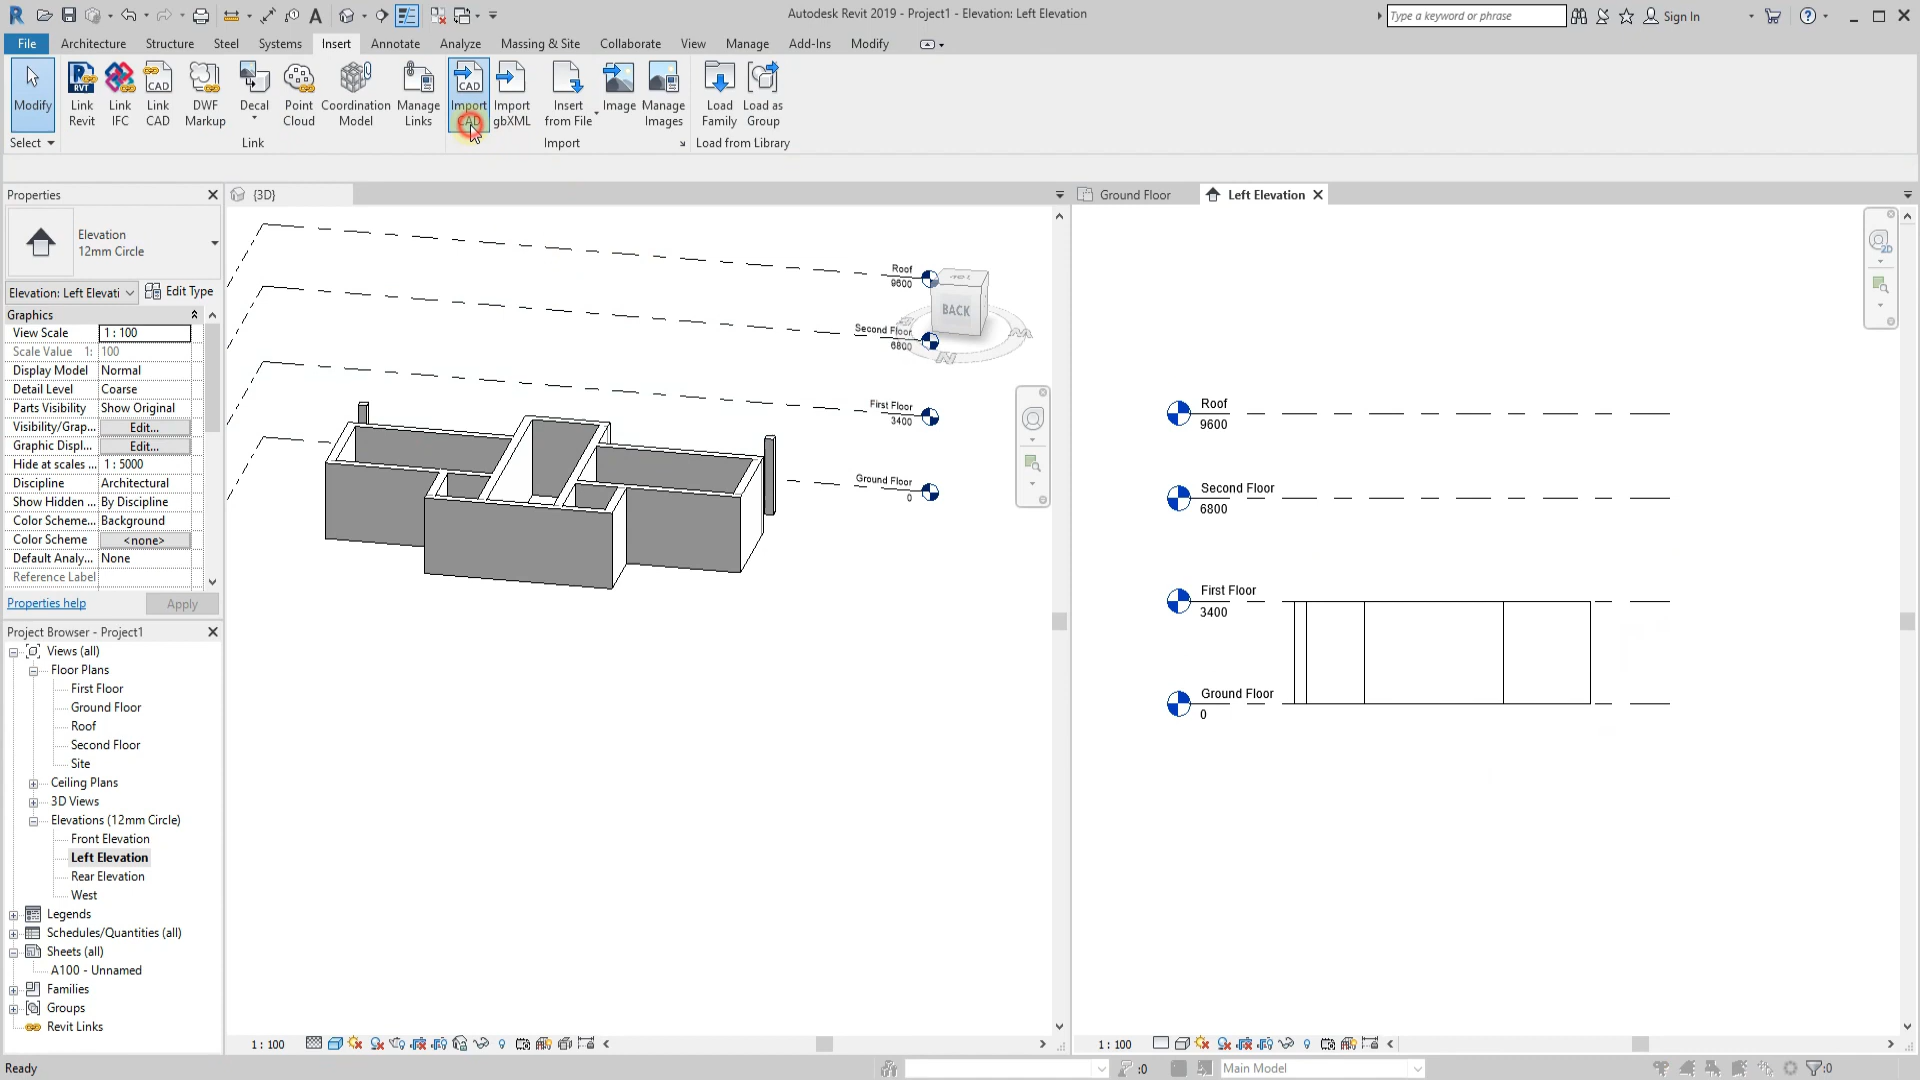 Autodesk Revit 2019 - Project1 - Elevation: Left Elevation
Type a keyword or phrase
Sign In
File Architecture Structure Steel Systems Insert Annotate Analyze Massing & Site Collaborate View Manage Add-Ins Modify
Modify
Link Revit
Link IFC
Link CAD
DWF Markup
Decal
Point Cloud
Coordination Model
Manage Links
Import CAD
Import gbXML
Insert from File
Image
Manage Images
Load Family
Load as Group
Select
Link
Import
Load from Library
Properties
Elevation
12mm Circle
Elevation: Left Elevati
Edit Type
Graphics
View Scale 1 : 100
Scale Value 1: 100
Display Model Normal
Detail Level Coarse
Parts Visibility Show Original
Visibility/Grap... Edit...
Graphic Displ... Edit...
Hide at scales ... 1 : 5000
Discipline Architectural
Show Hidden ... By Discipline
Color Scheme... Background
Color Scheme <none>
Default Analy... None
Reference Label
Properties help
Apply
Project Browser - Project1
Views (all)
Floor Plans
First Floor
Ground Floor
Roof
Second Floor
Site
Ceiling Plans
3D Views
Elevations (12mm Circle)
Front Elevation
Left Elevation
Rear Elevation
West
Legends
Schedules/Quantities (all)
Sheets (all)
A100 - Unnamed
Families
Groups
Revit Links
{3D}
Roof
9600
Second Floor
6800
First Floor
3400
Ground Floor
0
BACK
1 : 100
Ground Floor
Left Elevation
2D
Roof
9600
Second Floor
6800
First Floor
3400
Ground Floor
0
1 : 100
Ready
:0
Main Model
:0